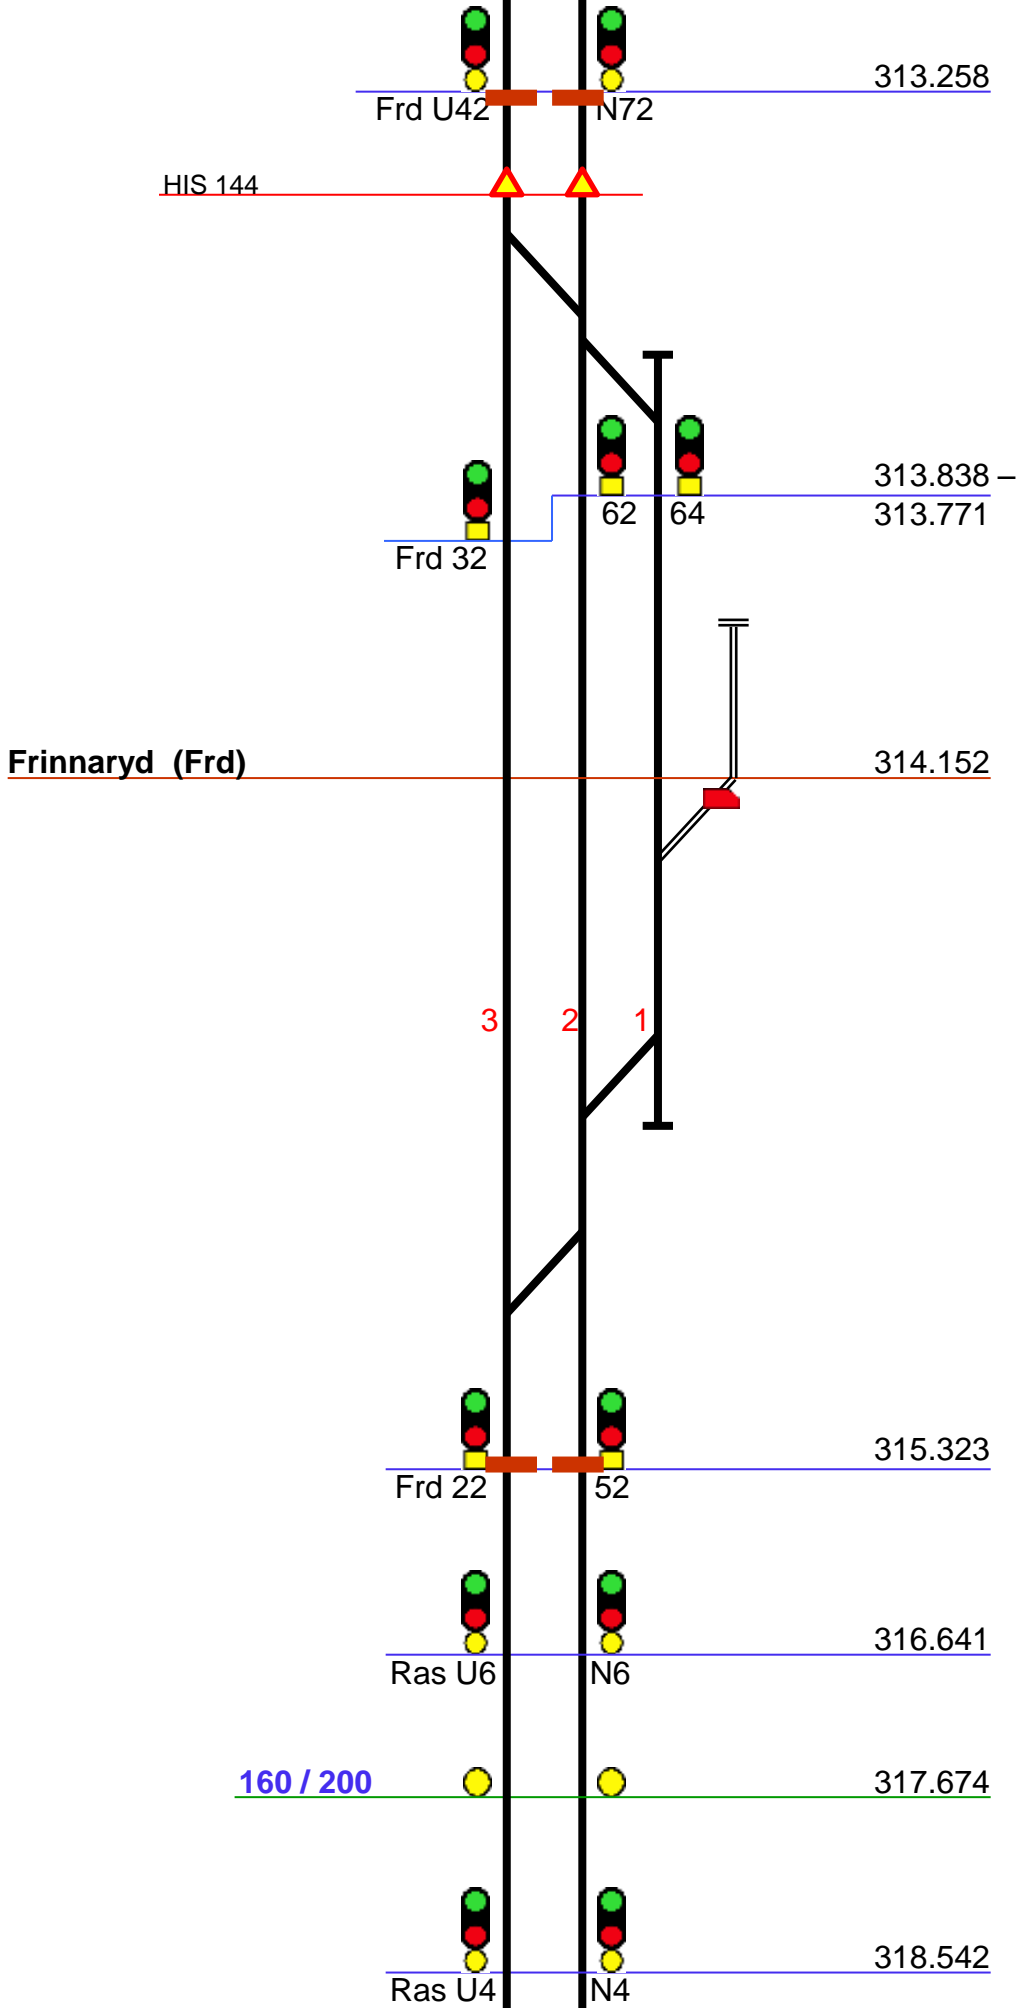 313.258
Frd U42 N72
HIS 144
313.838 –
62 64 313.771
Frd 32
Frinnaryd (Frd) 314.152
3 2 1
315.323
Frd 22 52
316.641
Ras U6 N6
160 / 200 317.674
318.542
Ras U4 N4